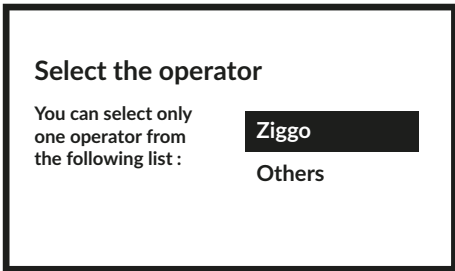 Select the operator
You can select only
one operator from
the following list :
Ziggo
Others